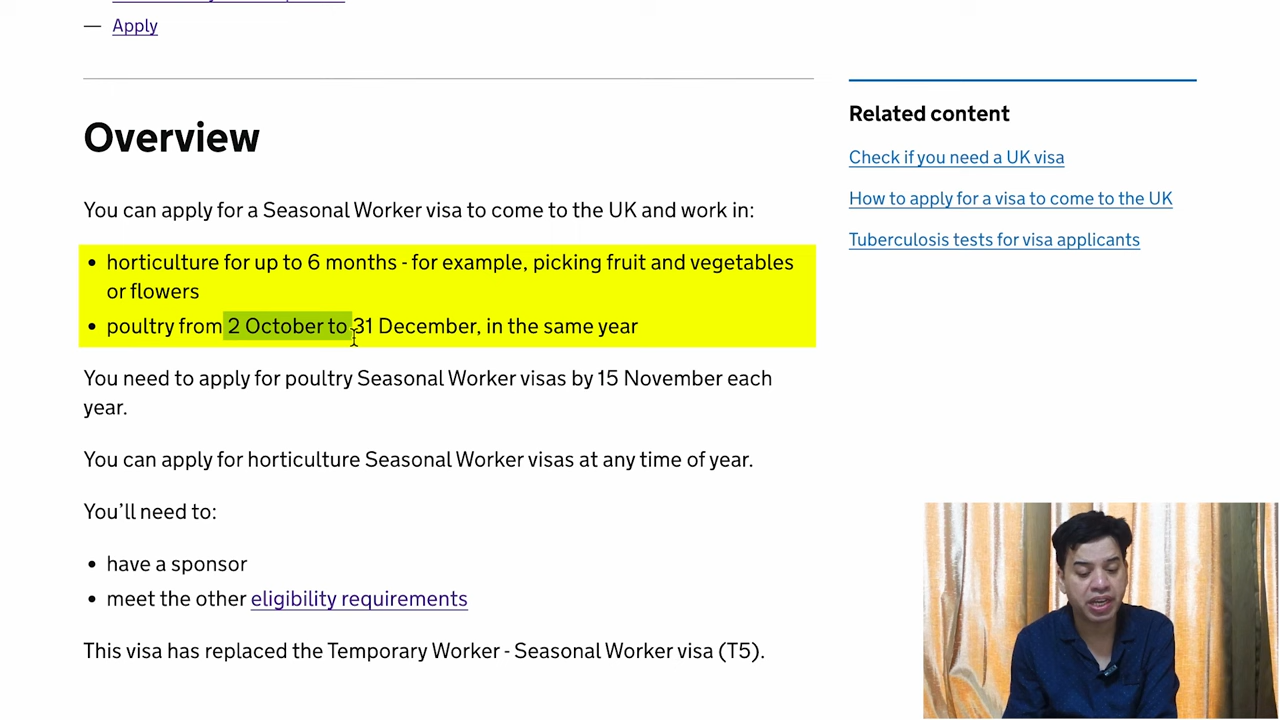 — Apply
Overview
You can apply for a Seasonal Worker visa to come to the UK and work in:
• horticulture for up to 6 months - for example, picking fruit and vegetables
or flowers
• poultry from 2 October to 31 December, in the same year
You need to apply for poultry Seasonal Worker visas by 15 November each
year.
You can apply for horticulture Seasonal Worker visas at any time of year.
You’ll need to:
• have a sponsor
• meet the other eligibility requirements
This visa has replaced the Temporary Worker - Seasonal Worker visa (T5).
Related content
Check if you need a UK visa
How to apply for a visa to come to the UK
Tuberculosis tests for visa applicants